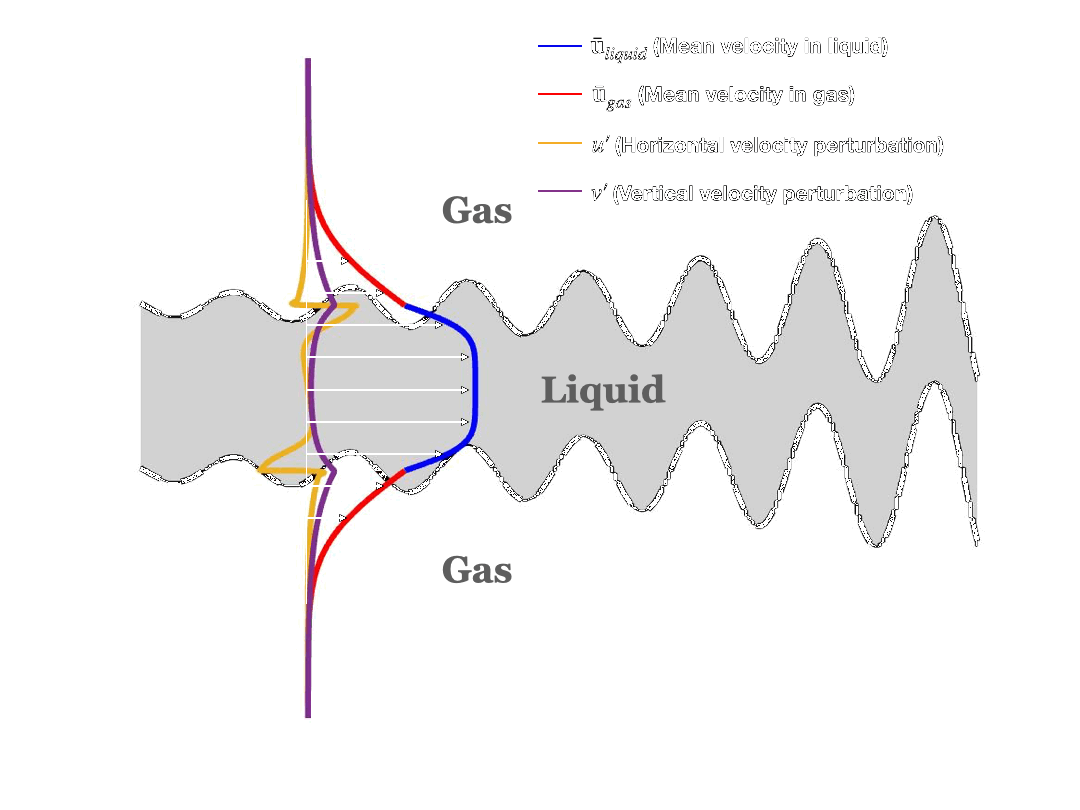 ū_liquid (Mean velocity in liquid)
ū_gas (Mean velocity in gas)
u′ (Horizontal velocity perturbation)
v′ (Vertical velocity perturbation)
Gas
Liquid
Gas